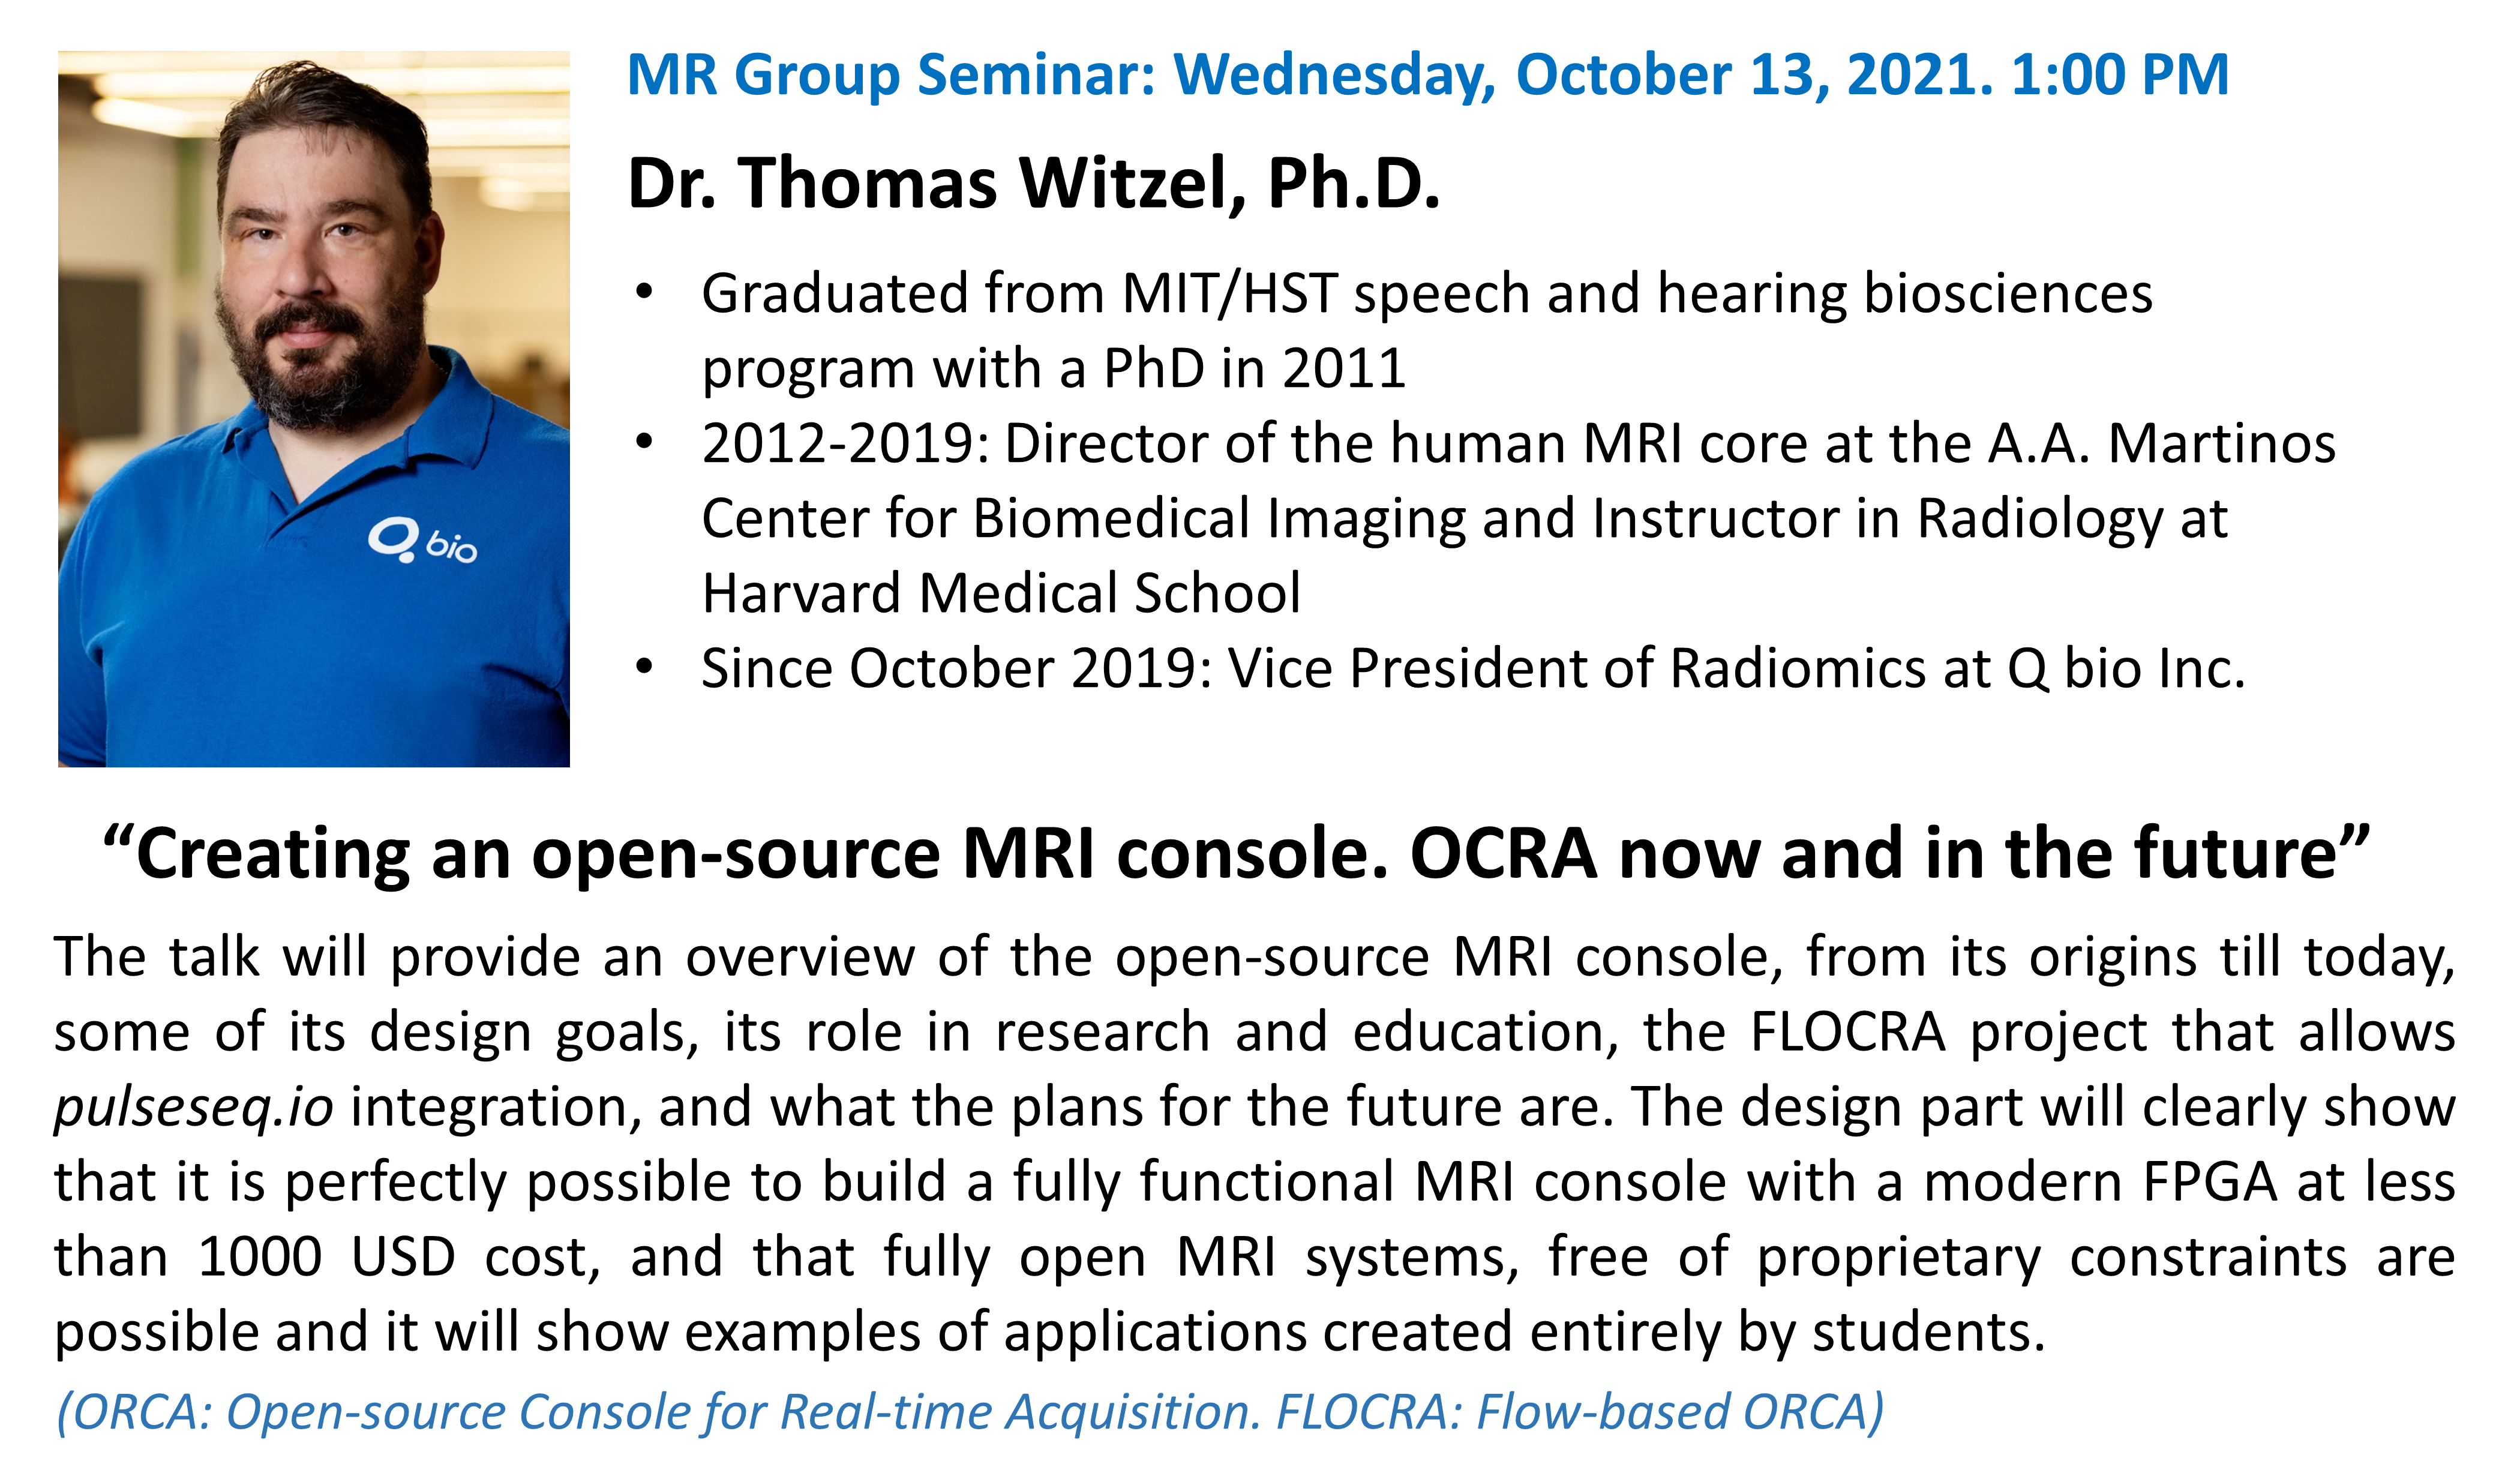 MR Group Seminar: Wednesday, October 13, 2021. 1:00 PM
Dr. Thomas Witzel, Ph.D.
• Graduated from MIT/HST speech and hearing biosciences
program with a PhD in 2011
• 2012-2019: Director of the human MRI core at the A.A. Martinos
Center for Biomedical Imaging and Instructor in Radiology at
Harvard Medical School
• Since October 2019: Vice President of Radiomics at Q bio Inc.
Q bio
“Creating an open-source MRI console. OCRA now and in the future”
The talk will provide an overview of the open-source MRI console, from its origins till today,
some of its design goals, its role in research and education, the FLOCRA project that allows
pulseseq.io integration, and what the plans for the future are. The design part will clearly show
that it is perfectly possible to build a fully functional MRI console with a modern FPGA at less
than 1000 USD cost, and that fully open MRI systems, free of proprietary constraints are
possible and it will show examples of applications created entirely by students.
(ORCA: Open-source Console for Real-time Acquisition. FLOCRA: Flow-based ORCA)